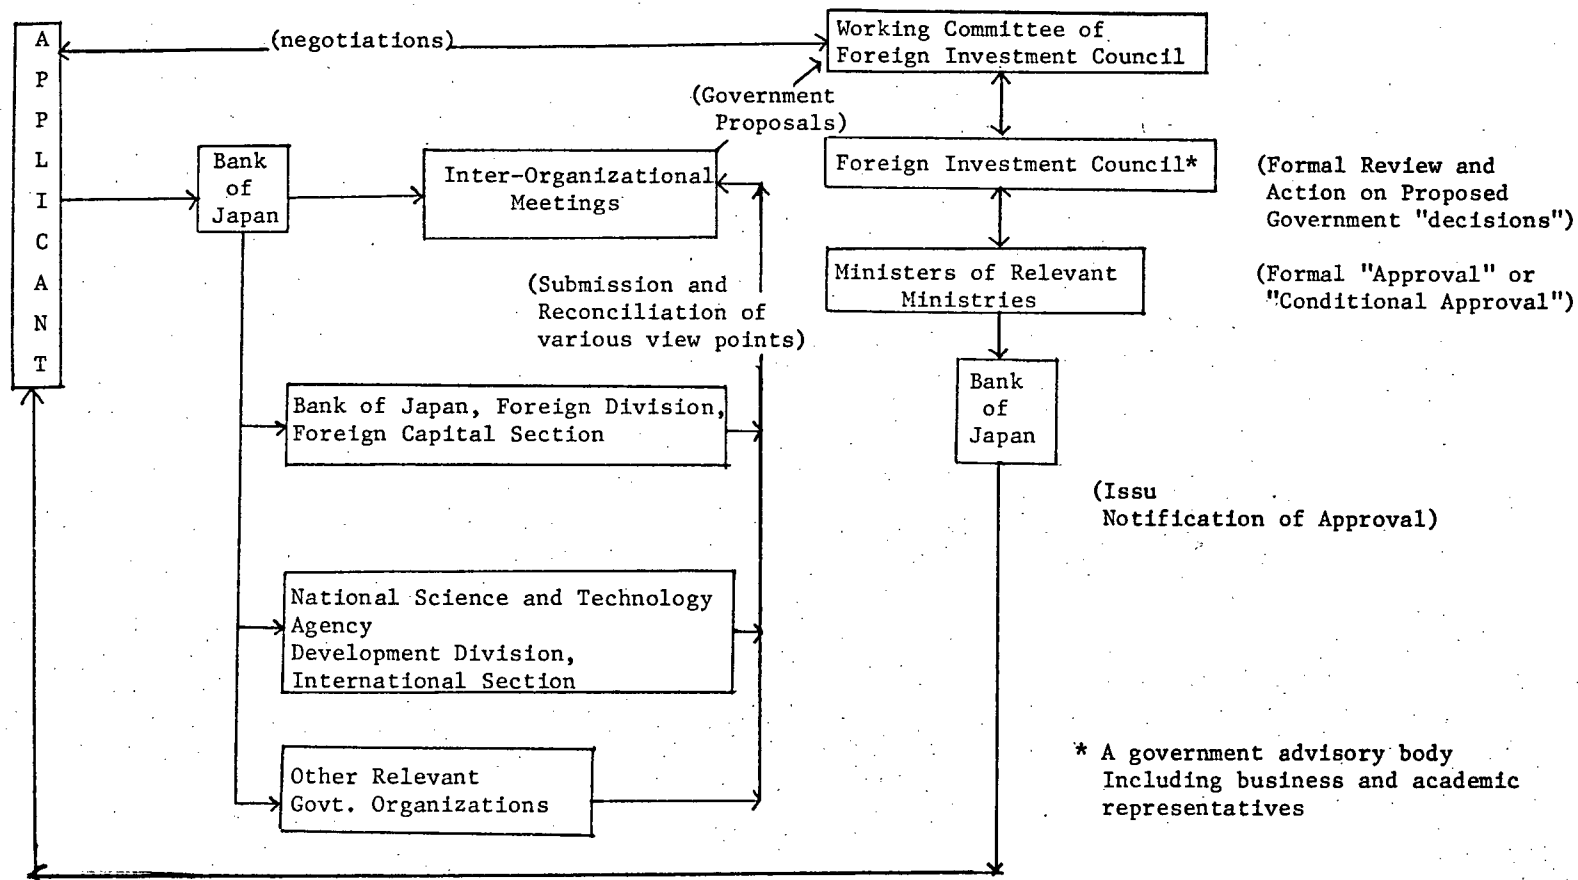 APPLICANT
(negotiations)
Working Committee of
Foreign Investment Council
(Government
Proposals)
Bank
of
Japan
Inter-Organizational
Meetings
Foreign Investment Council*
(Formal Review and
Action on Proposed
Government "decisions")
Ministers of Relevant
Ministries
(Formal "Approval" or
"Conditional Approval")
(Submission and
Reconciliation of
various view points)
Bank of Japan, Foreign Division,
Foreign Capital Section
Bank
of
Japan
(Issu
Notification of Approval)
National Science and Technology
Agency
Development Division,
International Section
Other Relevant
Govt. Organizations
* A government advisory body
Including business and academic
representatives